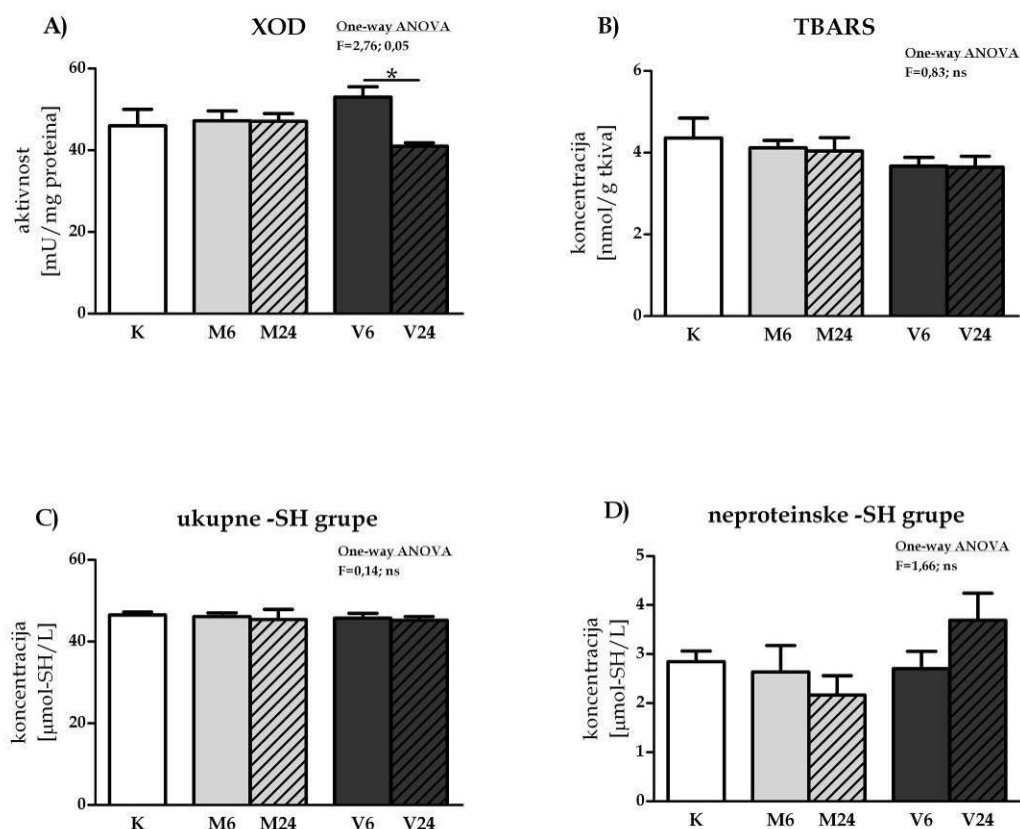 A)
XOD
One-way ANOVA
F=2,76; 0,05
*
aktivnost
[mU/mg proteina]
60
40
20
0
K M6 M24 V6 V24
B)
TBARS
One-way ANOVA
F=0,83; ns
koncentracija
[nmol/g tkiva]
6
4
2
0
K M6 M24 V6 V24
C)
ukupne -SH grupe
One-way ANOVA
F=0,14; ns
koncentracija
[µmol-SH/L]
60
40
20
0
K M6 M24 V6 V24
D)
neproteinske -SH grupe
One-way ANOVA
F=1,66; ns
koncentracija
[µmol-SH/L]
5
4
3
2
1
0
K M6 M24 V6 V24